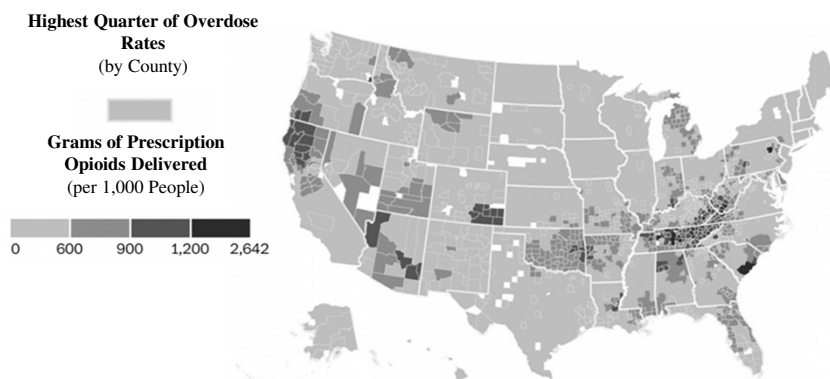 Highest Quarter of Overdose
Rates
(by County)
Grams of Prescription
Opioids Delivered
(per 1,000 People)
0 600 900 1,200 2,642